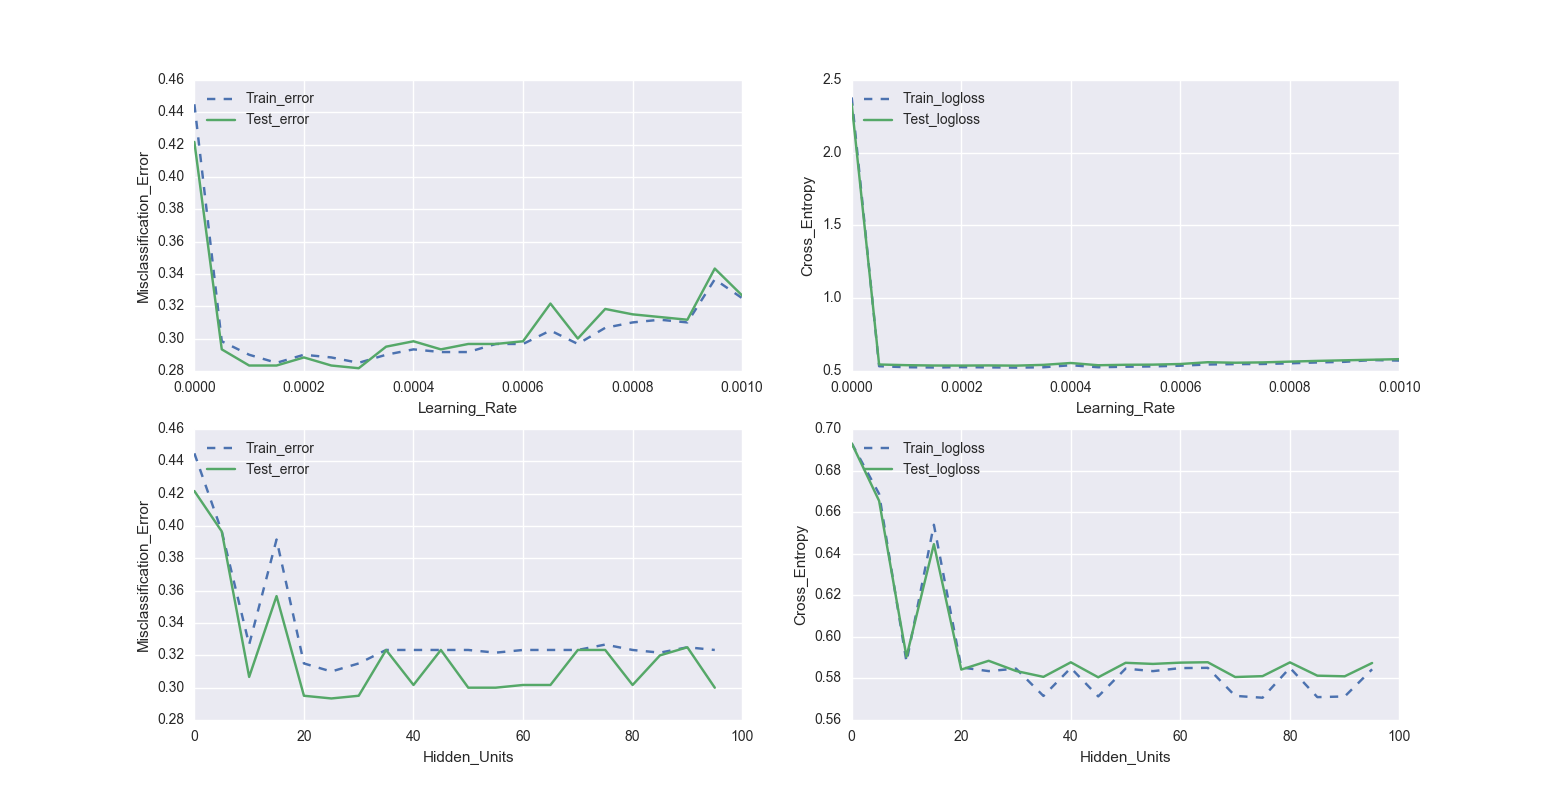 0.46
0.44
0.42
0.40
0.38
0.36
0.34
0.32
0.30
0.28
Misclassification_Error
Train_error
Test_error
0.0000 0.0002 0.0004 0.0006 0.0008 0.0010
Learning_Rate
2.5
2.0
1.5
1.0
0.5
Cross_Entropy
Train_logloss
Test_logloss
0.0000 0.0002 0.0004 0.0006 0.0008 0.0010
Learning_Rate
0.46
0.44
0.42
0.40
0.38
0.36
0.34
0.32
0.30
0.28
Misclassification_Error
Train_error
Test_error
0 20 40 60 80 100
Hidden_Units
0.70
0.68
0.66
0.64
0.62
0.60
0.58
0.56
Cross_Entropy
Train_logloss
Test_logloss
0 20 40 60 80 100
Hidden_Units